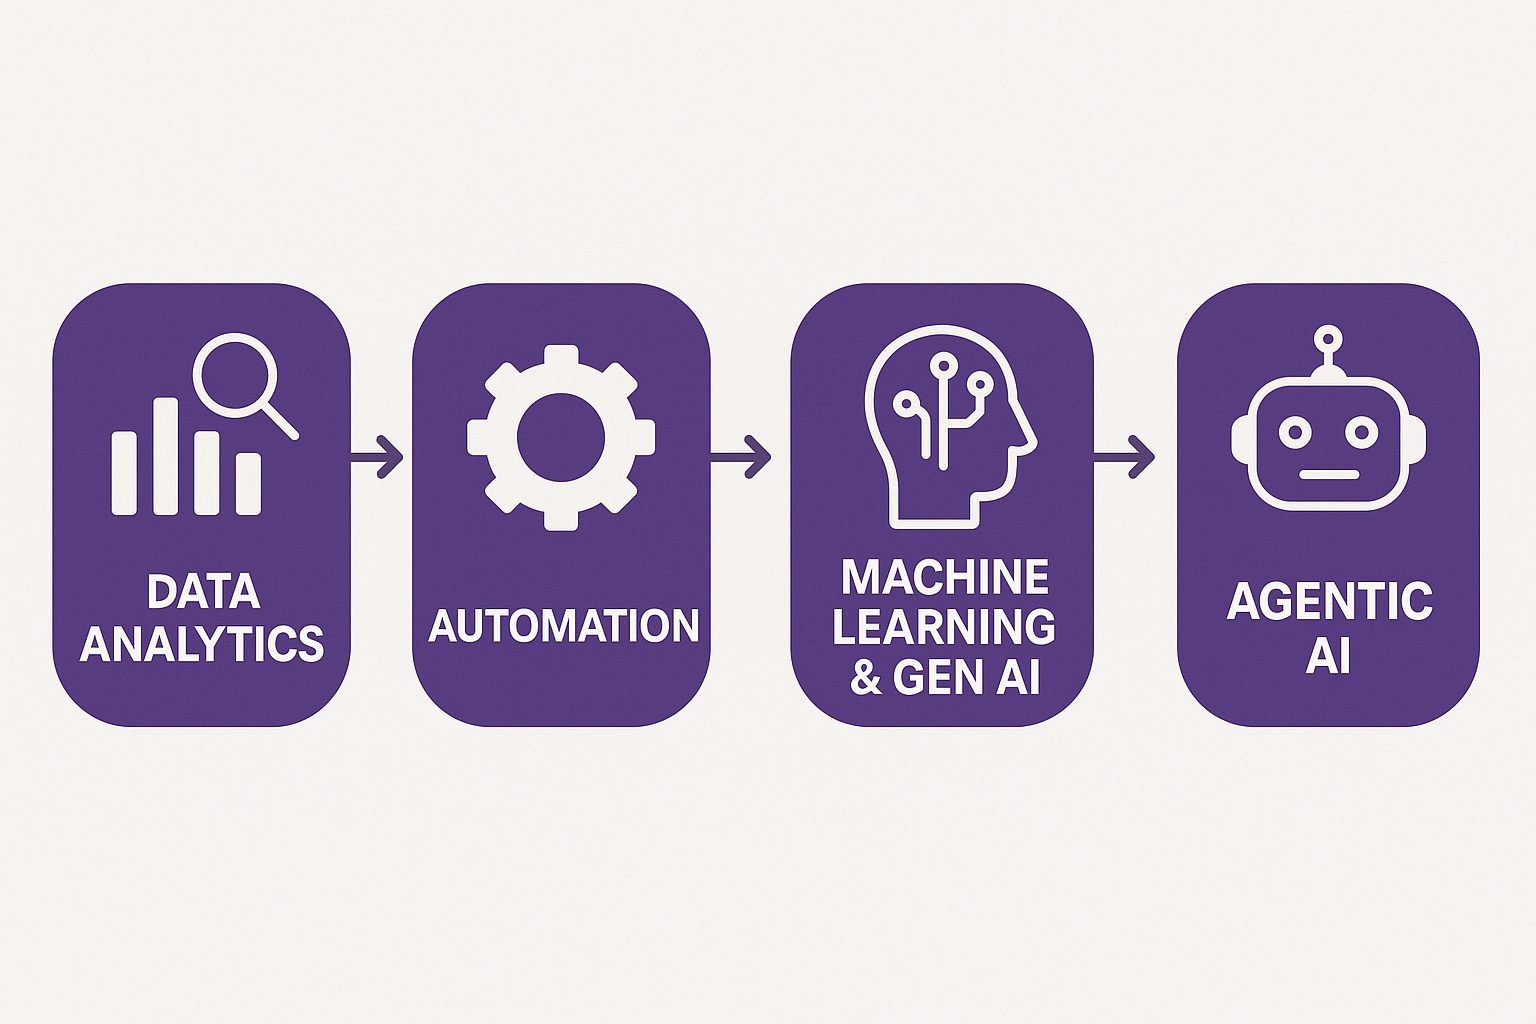 DATA
ANALYTICS
AUTOMATION
MACHINE
LEARNING
& GEN AI
AGENTIC
AI